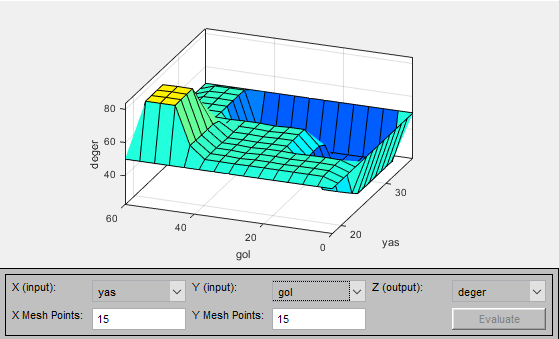 80
60
40
deger
60
40
20
0
gol
20
30
yas
X (input): yas Y (input): gol Z (output): deger
X Mesh Points: 15 Y Mesh Points: 15 Evaluate